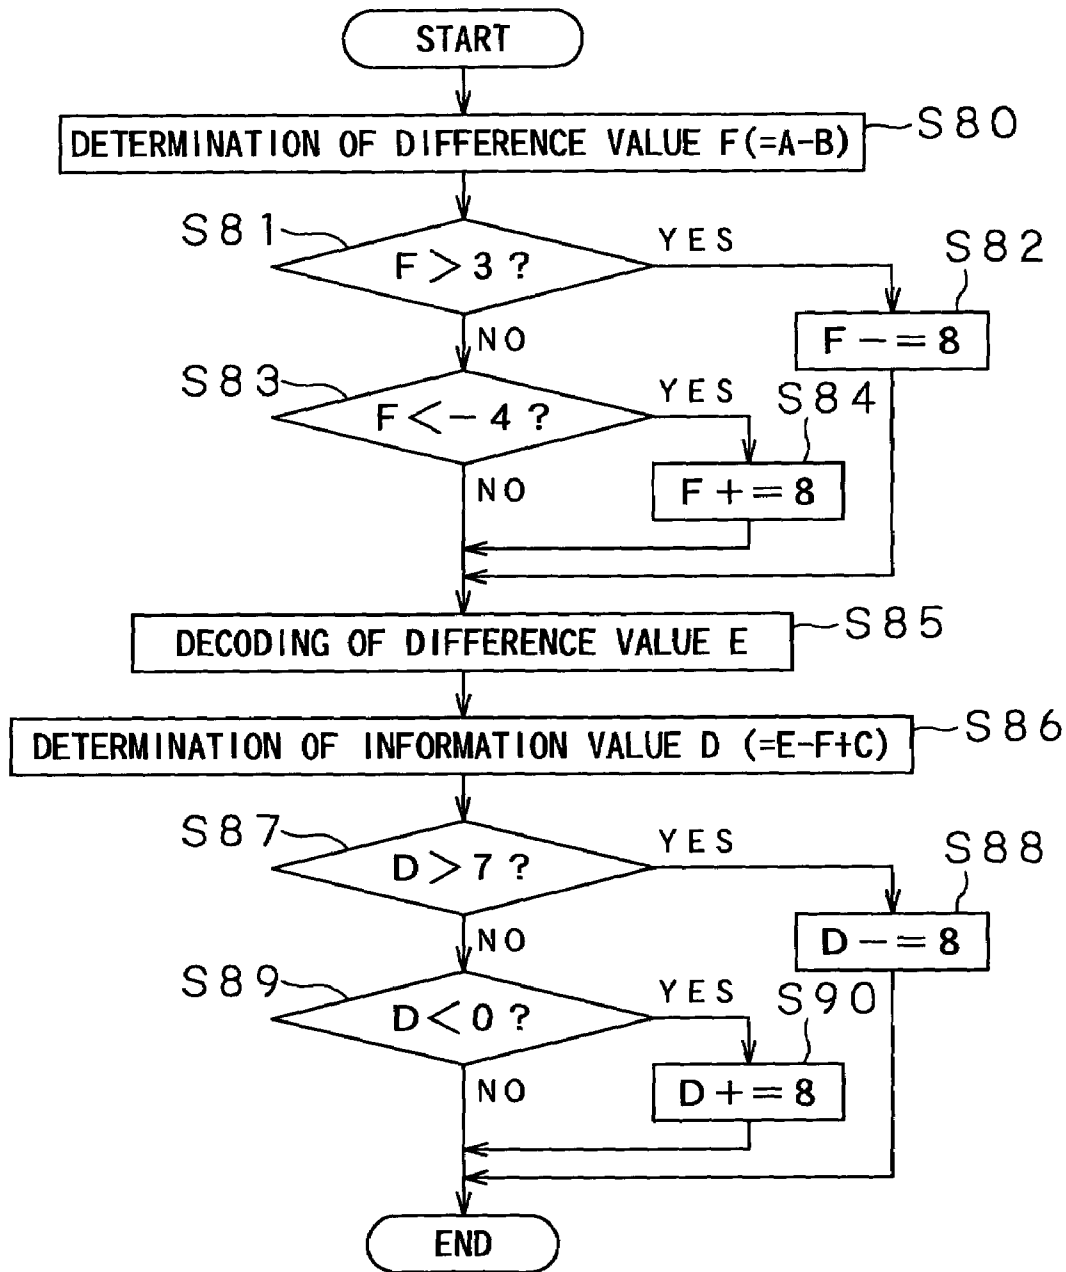 START
DETERMINATION OF DIFFERENCE VALUE F(=A-B)
S80
S81
F>3?
YES
S82
F-=8
NO
S83
F<-4?
YES
S84
F+=8
NO
DECODING OF DIFFERENCE VALUE E
S85
DETERMINATION OF INFORMATION VALUE D (=E-F+C)
S86
S87
D>7?
YES
S88
D-=8
NO
S89
D<0?
YES
S90
D+=8
NO
END